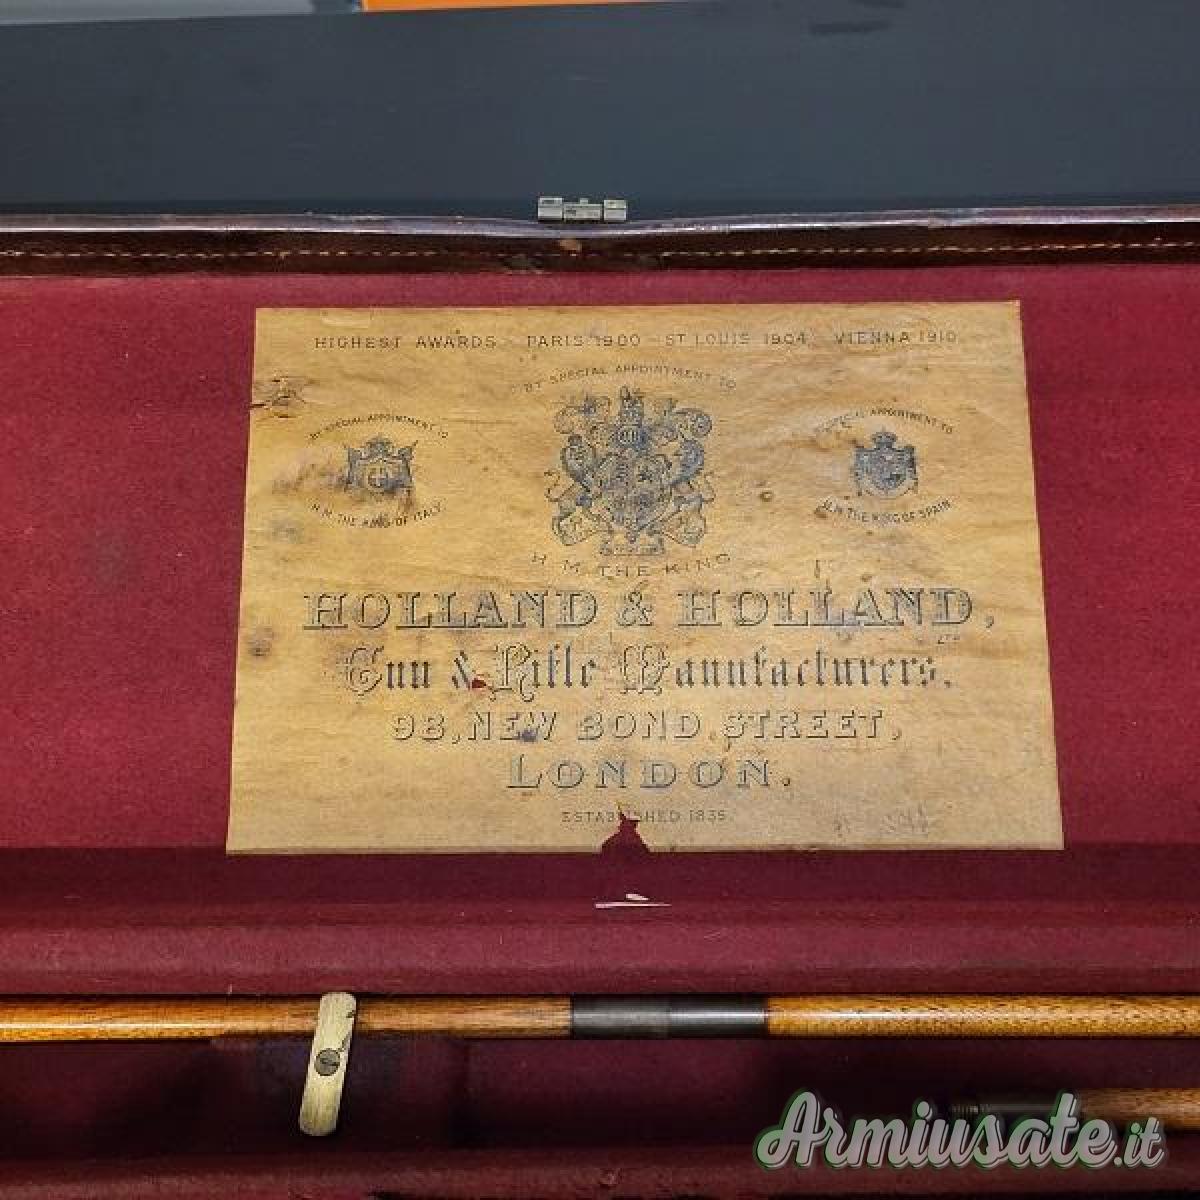 HIGHEST AWARDS PARIS 1900 ST LOUIS 1904 VIENNA 1910
BY SPECIAL APPOINTMENT TO
H.M. THE KING
BY SPECIAL APPOINTMENT TO
H.M. THE KING OF ITALY
SPECIAL APPOINTMENT TO
H.M. THE KING OF SPAIN
HOLLAND & HOLLAND,
Gun & Rifle Manufacturers,
98, NEW BOND STREET,
LONDON.
ESTABLISHED 1835.
Armiusate.it